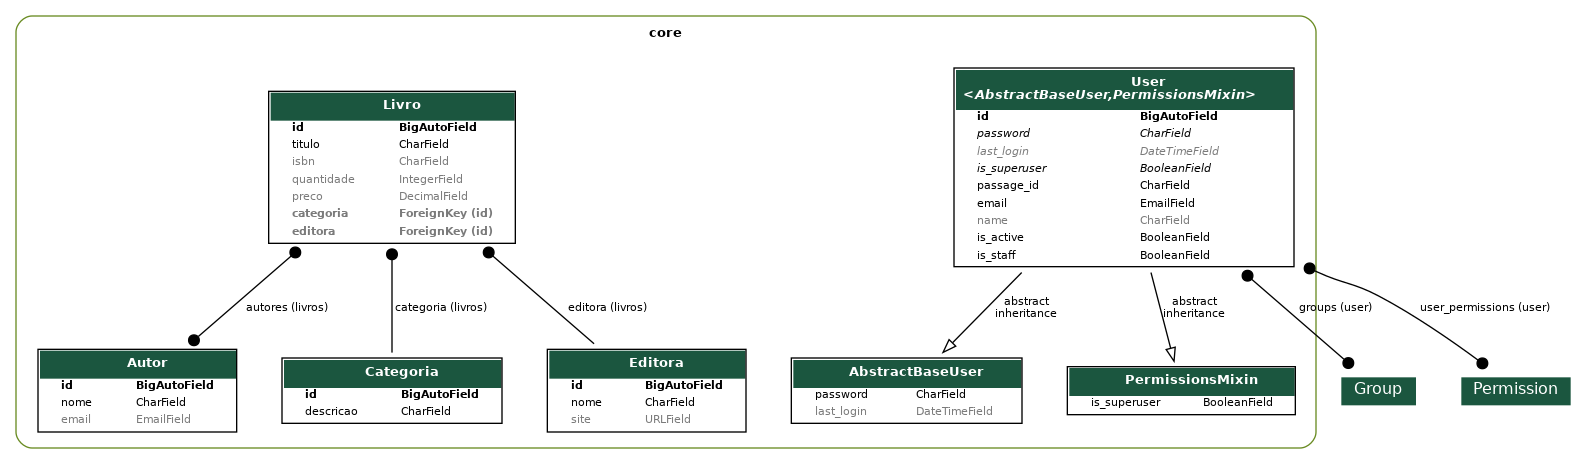 core
Livro
id BigAutoField
titulo CharField
isbn CharField
quantidade IntegerField
preco DecimalField
categoria ForeignKey (id)
editora ForeignKey (id)
User
<AbstractBaseUser,PermissionsMixin>
id BigAutoField
password CharField
last_login DateTimeField
is_superuser BooleanField
passage_id CharField
email EmailField
name CharField
is_active BooleanField
is_staff BooleanField
autores (livros)
categoria (livros)
editora (livros)
abstract
inheritance
abstract
inheritance
groups (user)
user_permissions (user)
Autor
id BigAutoField
nome CharField
email EmailField
Categoria
id BigAutoField
descricao CharField
Editora
id BigAutoField
nome CharField
site URLField
AbstractBaseUser
password CharField
last_login DateTimeField
PermissionsMixin
is_superuser BooleanField
Group
Permission